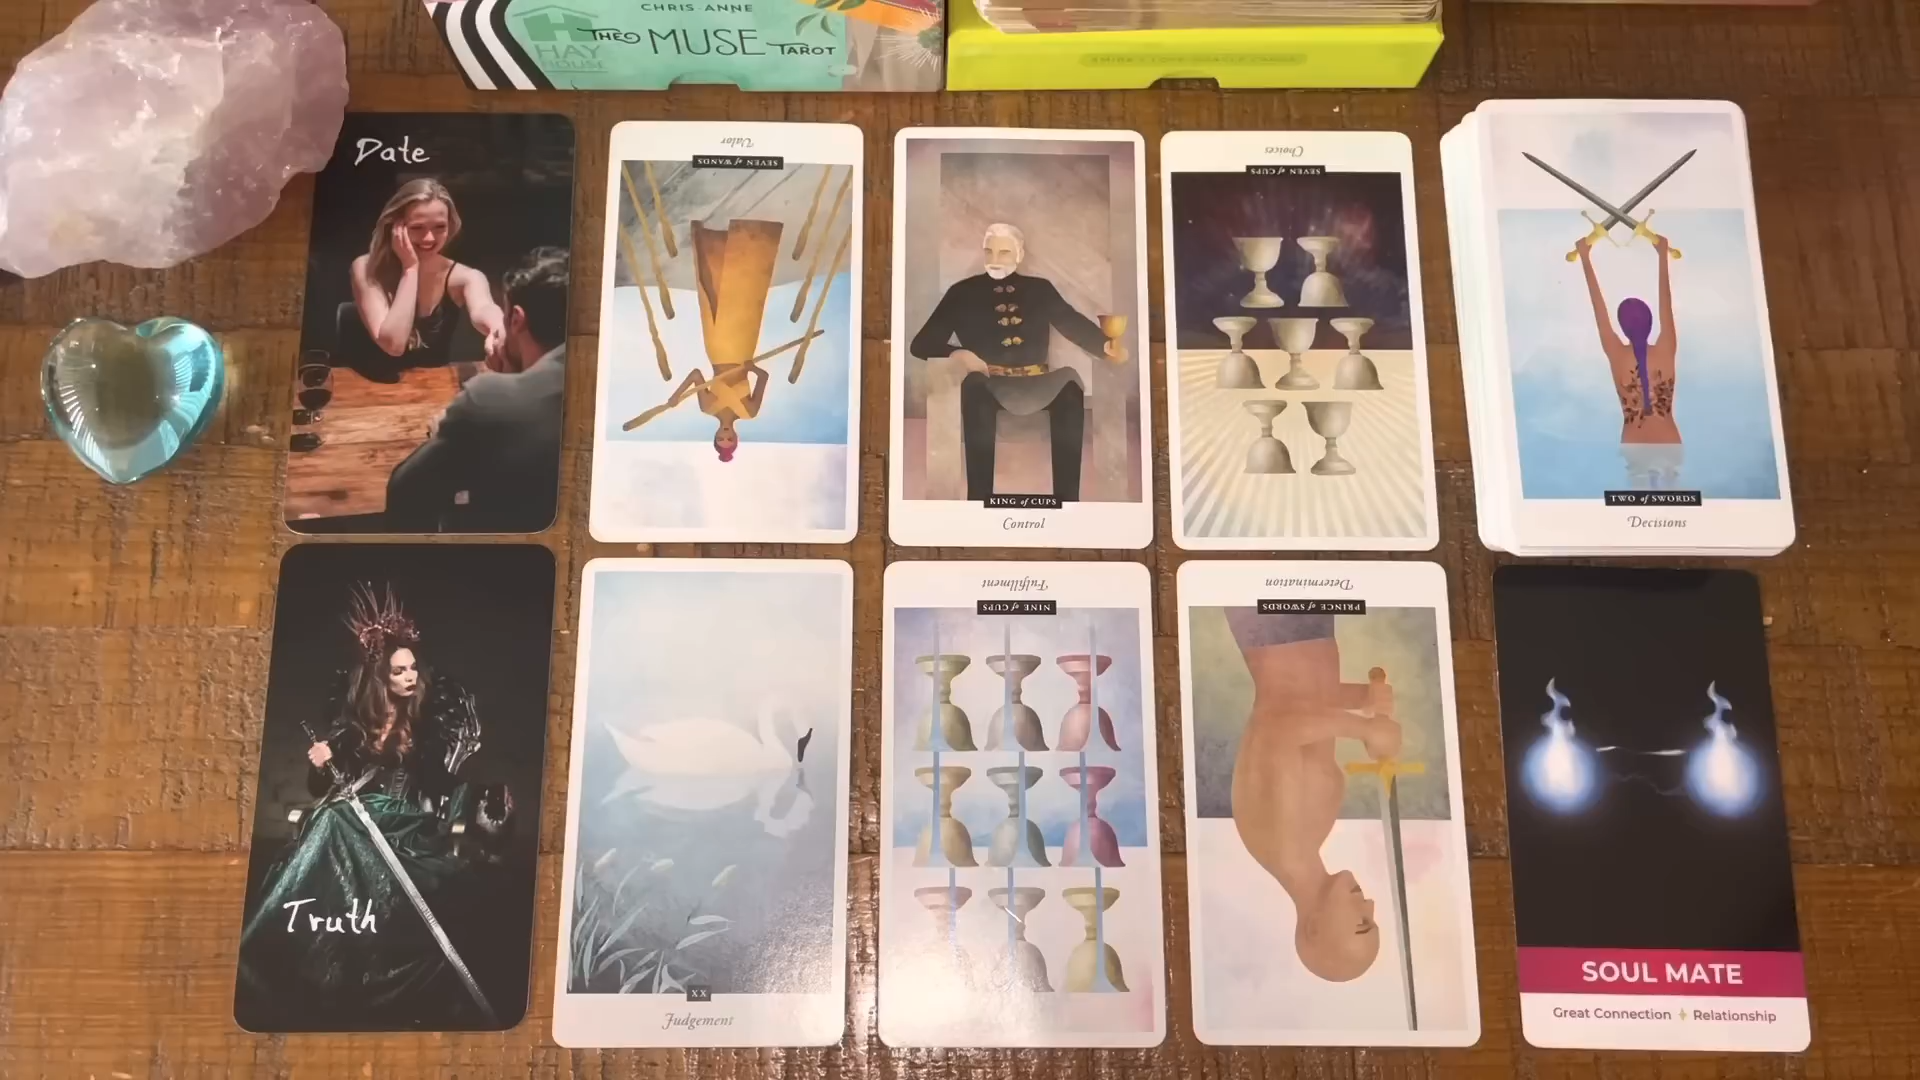 CHRIS-ANNE
THE MUSE TAROT
HAY
HOUSE
Date
Valor
SEVEN of WANDS
KING of CUPS
Control
Choices
SEVEN of CUPS
TWO of SWORDS
Decisions
Truth
XX
Judgement
Fulfillment
NINE of CUPS
Determination
PRINCE of SWORDS
SOUL MATE
Great Connection + Relationship